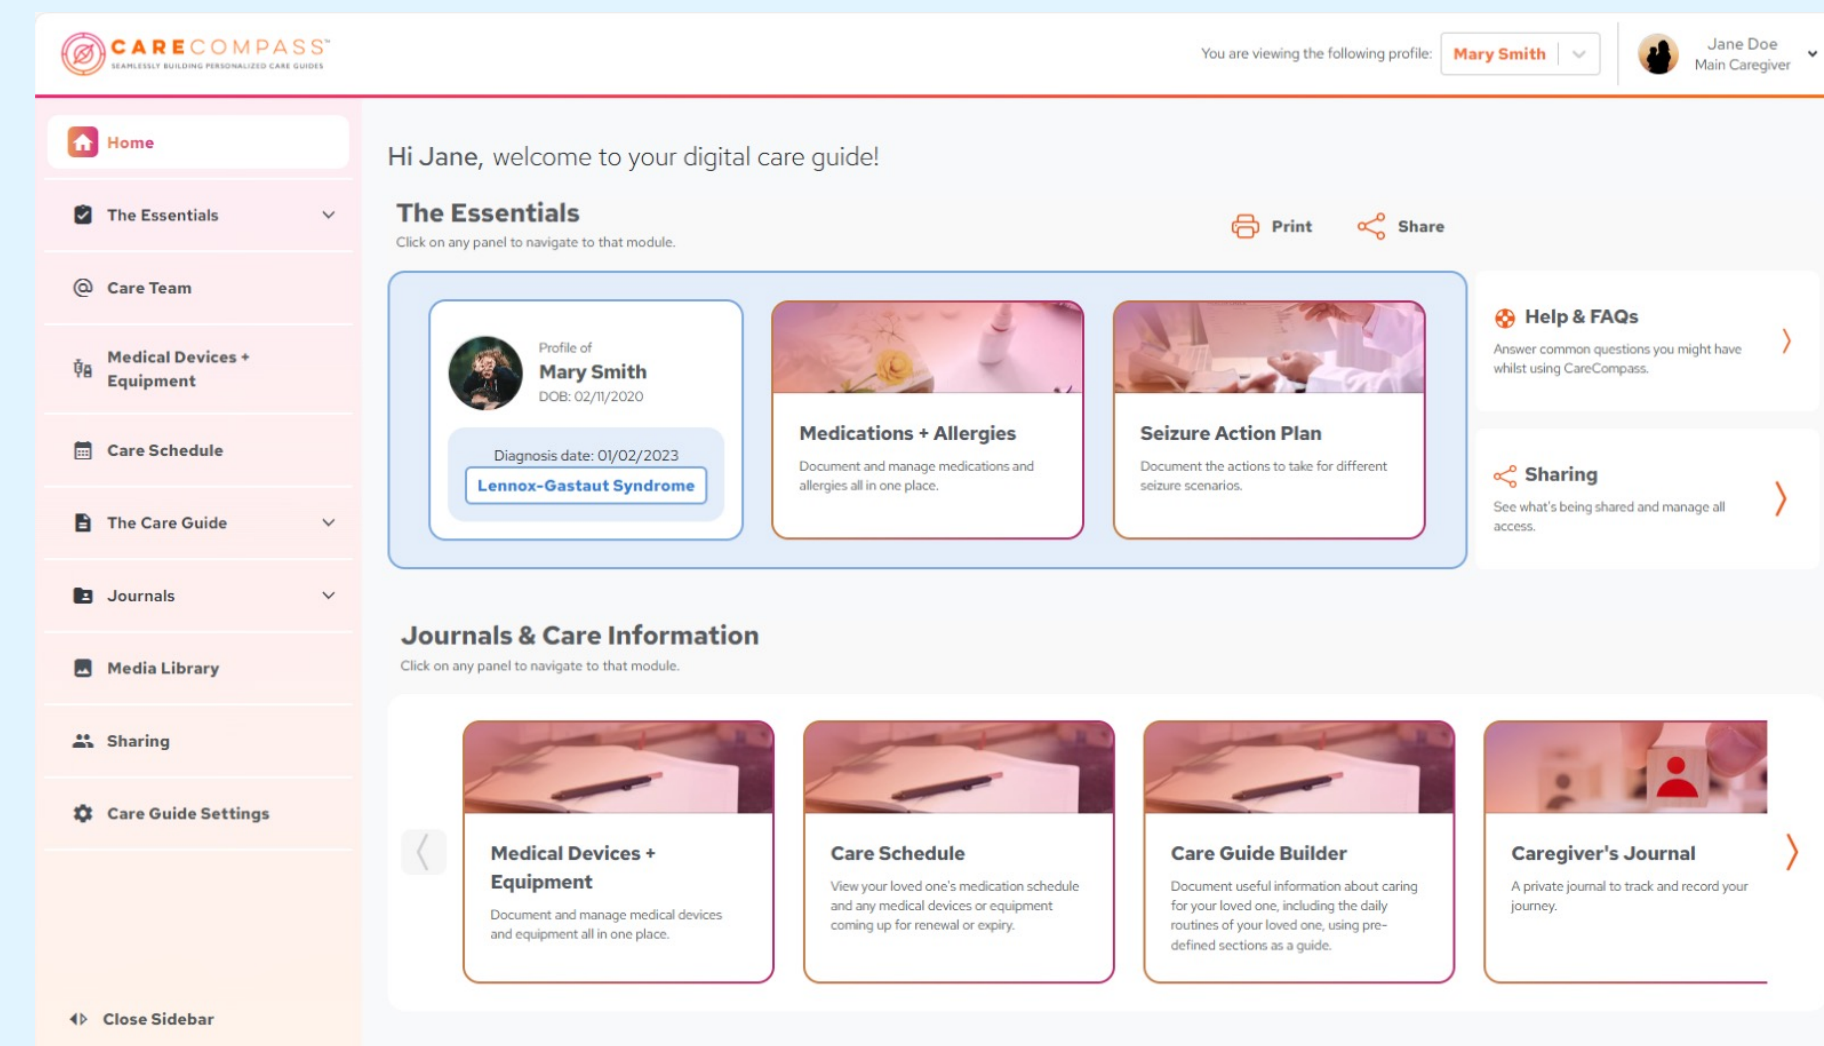 CARECOMPASS™
SEAMLESSLY BUILDING PERSONALIZED CARE GUIDES
You are viewing the following profile:
Mary Smith
Jane Doe
Main Caregiver
Home
The Essentials
Care Team
Medical Devices +
Equipment
Care Schedule
The Care Guide
Journals
Media Library
Sharing
Care Guide Settings
Close Sidebar
Hi Jane, welcome to your digital care guide!
The Essentials
Click on any panel to navigate to that module.
Print
Share
Profile of
Mary Smith
DOB: 02/11/2020
Diagnosis date: 01/02/2023
Lennox-Gastaut Syndrome
Medications + Allergies
Document and manage medications and
allergies all in one place.
Seizure Action Plan
Document the actions to take for different
seizure scenarios.
Help & FAQs
Answer common questions you might have
whilst using CareCompass.
Sharing
See what's being shared and manage all
access.
Journals & Care Information
Click on any panel to navigate to that module.
Medical Devices +
Equipment
Document and manage medical devices
and equipment all in one place.
Care Schedule
View your loved one's medication schedule
and any medical devices or equipment
coming up for renewal or expiry.
Care Guide Builder
Document useful information about caring
for your loved one, including the daily
routines of your loved one, using pre-
defined sections as a guide.
Caregiver's Journal
A private journal to track and record your
journey.